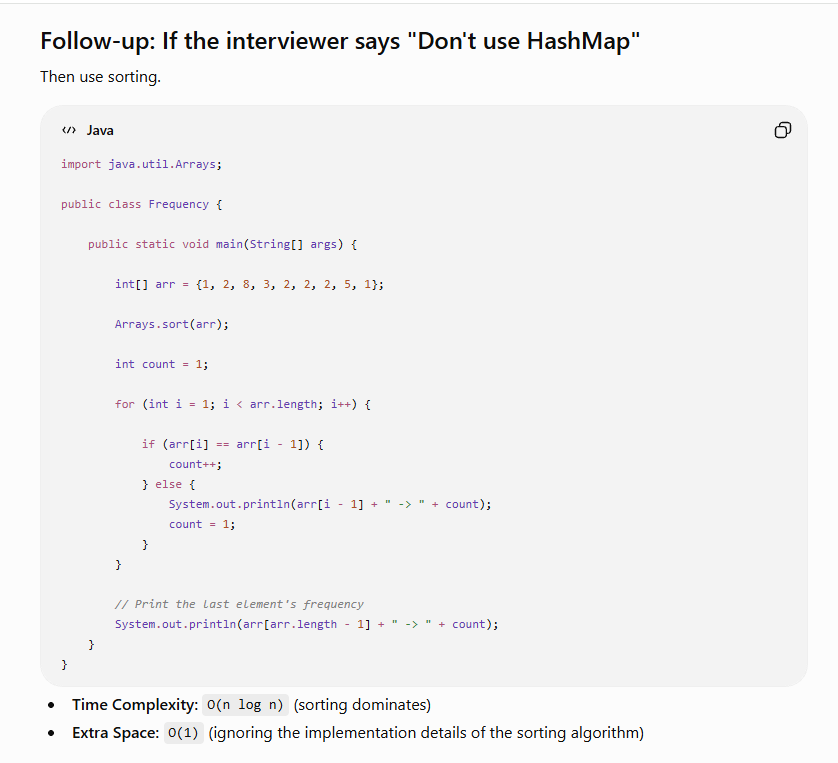 Follow-up: If the interviewer says "Don't use HashMap"
Then use sorting.
</> Java
import java.util.Arrays;
public class Frequency {
    public static void main(String[] args) {
        int[] arr = {1, 2, 8, 3, 2, 2, 2, 5, 1};
        Arrays.sort(arr);
        int count = 1;
        for (int i = 1; i < arr.length; i++) {
            if (arr[i] == arr[i - 1]) {
                count++;
            } else {
                System.out.println(arr[i - 1] + " -> " + count);
                count = 1;
            }
        }
        // Print the last element's frequency
        System.out.println(arr[arr.length - 1] + " -> " + count);
    }
}
• Time Complexity: O(n log n) (sorting dominates)
• Extra Space: O(1) (ignoring the implementation details of the sorting algorithm)